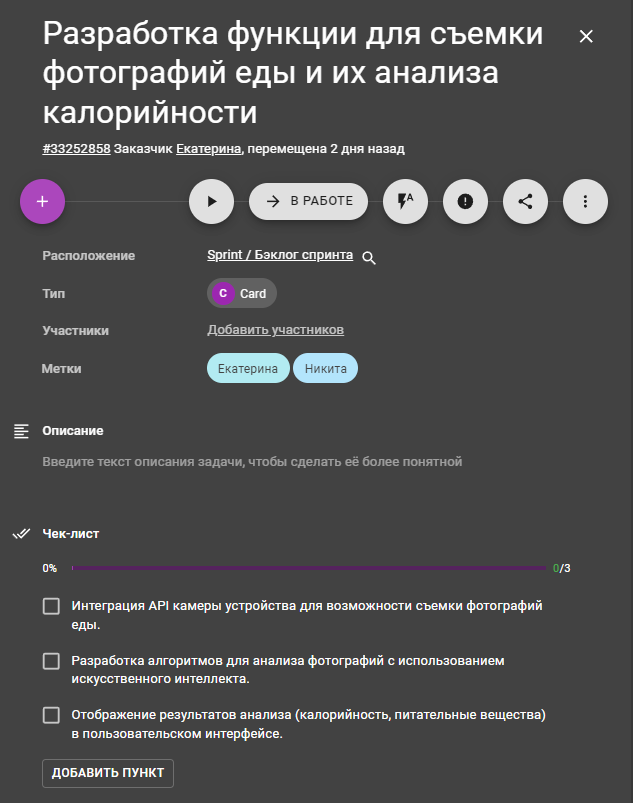 Разработка функции для съемки
фотографий еды и их анализа
калорийности
#33252858 Заказчик Екатерина, перемещена 2 дня назад
В РАБОТЕ
A
Расположение
Sprint / Бэклог спринта
Тип
C Card
Участники
Добавить участников
Метки
Екатерина Никита
Описание
Введите текст описания задачи, чтобы сделать её более понятной
Чек-лист
0%
0/3
Интеграция API камеры устройства для возможности съемки фотографий
еды.
Разработка алгоритмов для анализа фотографий с использованием
искусственного интеллекта.
Отображение результатов анализа (калорийность, питательные вещества)
в пользовательском интерфейсе.
ДОБАВИТЬ ПУНКТ